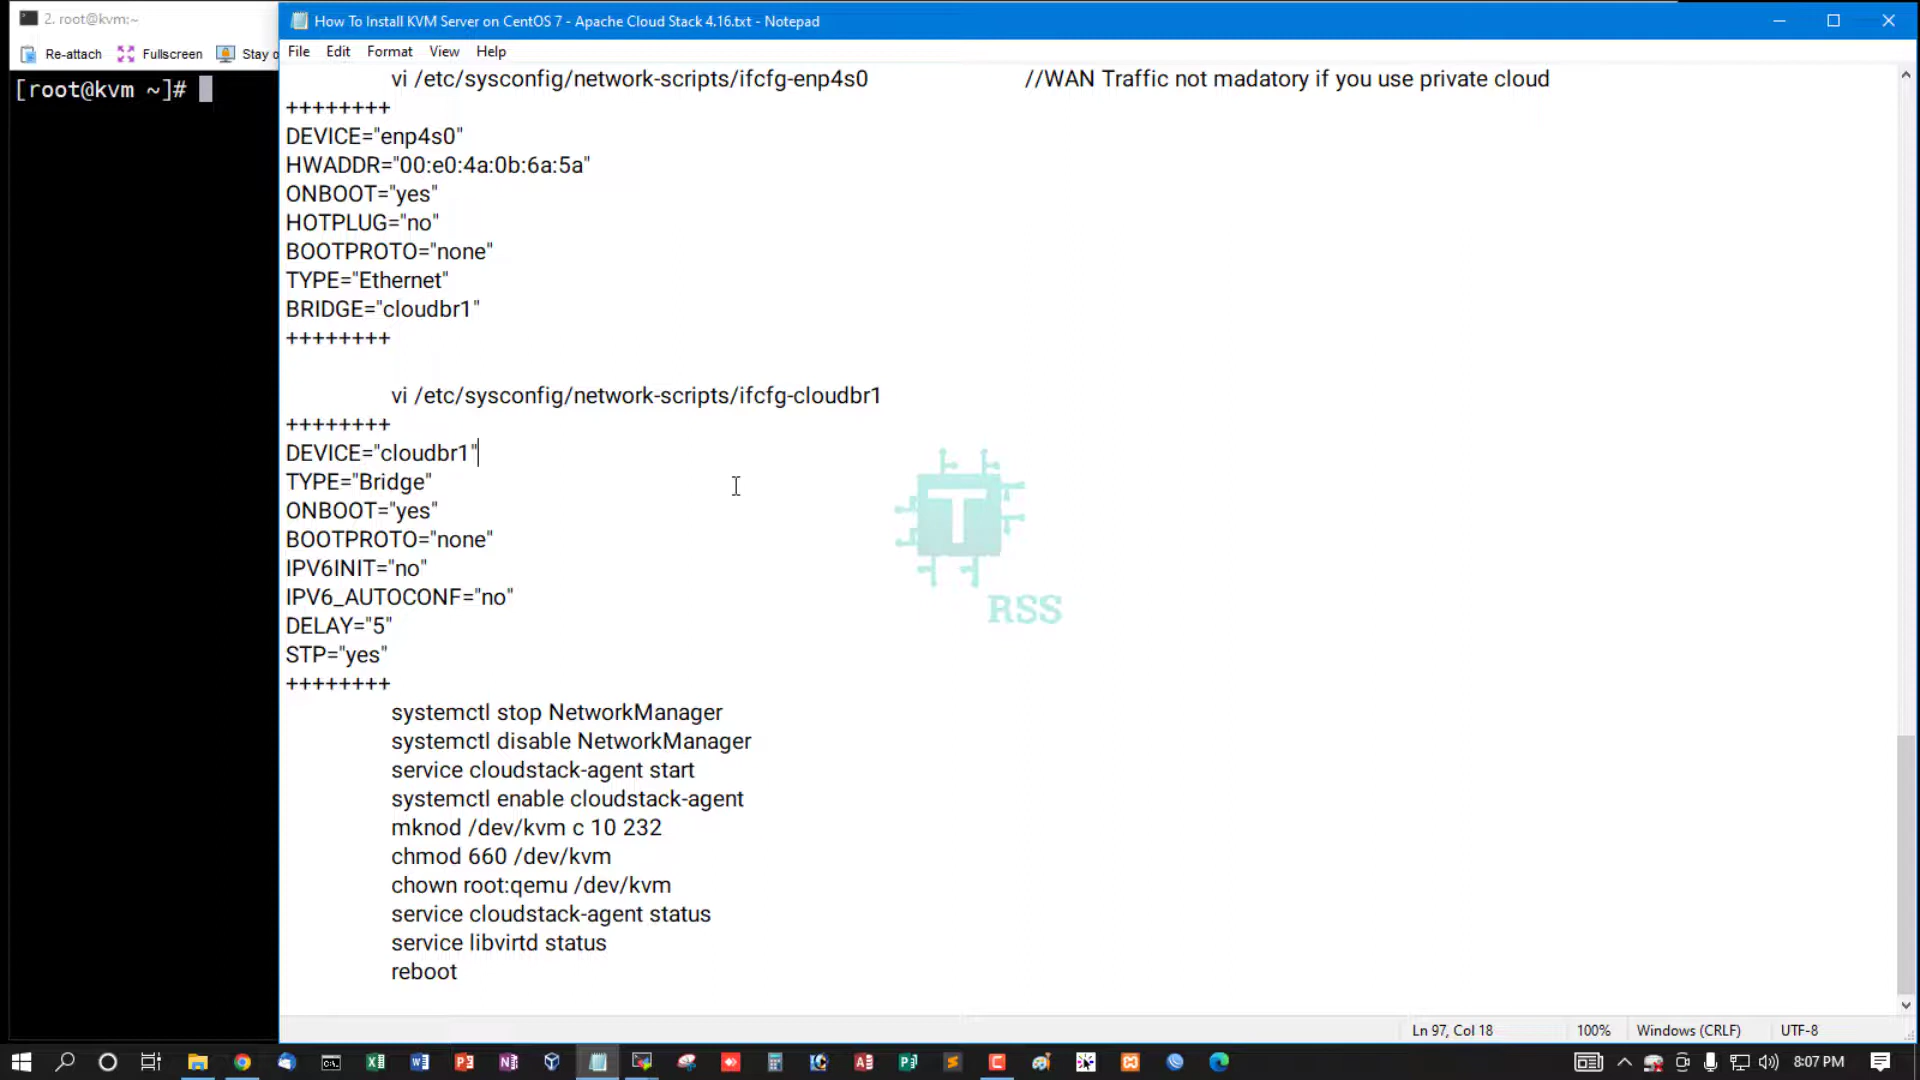 2. root@kvm:~
How To Install KVM Server on CentOS 7 - Apache Cloud Stack 4.16.txt - Notepad
Re-attach Fullscreen Stay o
File Edit Format View Help
[root@kvm ~]#
vi /etc/sysconfig/network-scripts/ifcfg-enp4s0 //WAN Traffic not madatory if you use private cloud
++++++++
DEVICE="enp4s0"
HWADDR="00:e0:4a:0b:6a:5a"
ONBOOT="yes"
HOTPLUG="no"
BOOTPROTO="none"
TYPE="Ethernet"
BRIDGE="cloudbr1"
++++++++
vi /etc/sysconfig/network-scripts/ifcfg-cloudbr1
++++++++
DEVICE="cloudbr1"
TYPE="Bridge"
ONBOOT="yes"
BOOTPROTO="none"
IPV6INIT="no"
IPV6_AUTOCONF="no"
DELAY="5"
STP="yes"
++++++++
T
RSS
systemctl stop NetworkManager
systemctl disable NetworkManager
service cloudstack-agent start
systemctl enable cloudstack-agent
mknod /dev/kvm c 10 232
chmod 660 /dev/kvm
chown root:qemu /dev/kvm
service cloudstack-agent status
service libvirtd status
reboot
Ln 97, Col 18 100% Windows (CRLF) UTF-8
8:07 PM